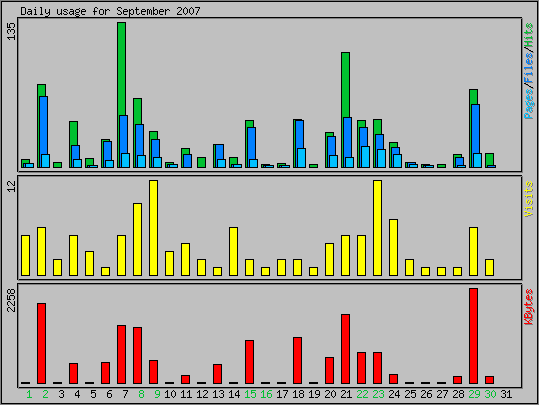 Daily usage for September 2007
135
Pages/Files/Hits
12
Visits
2258
KBytes
1 2 3 4 5 6 7 8 9 10 11 12 13 14 15 16 17 18 19 20 21 22 23 24 25 26 27 28 29 30 31